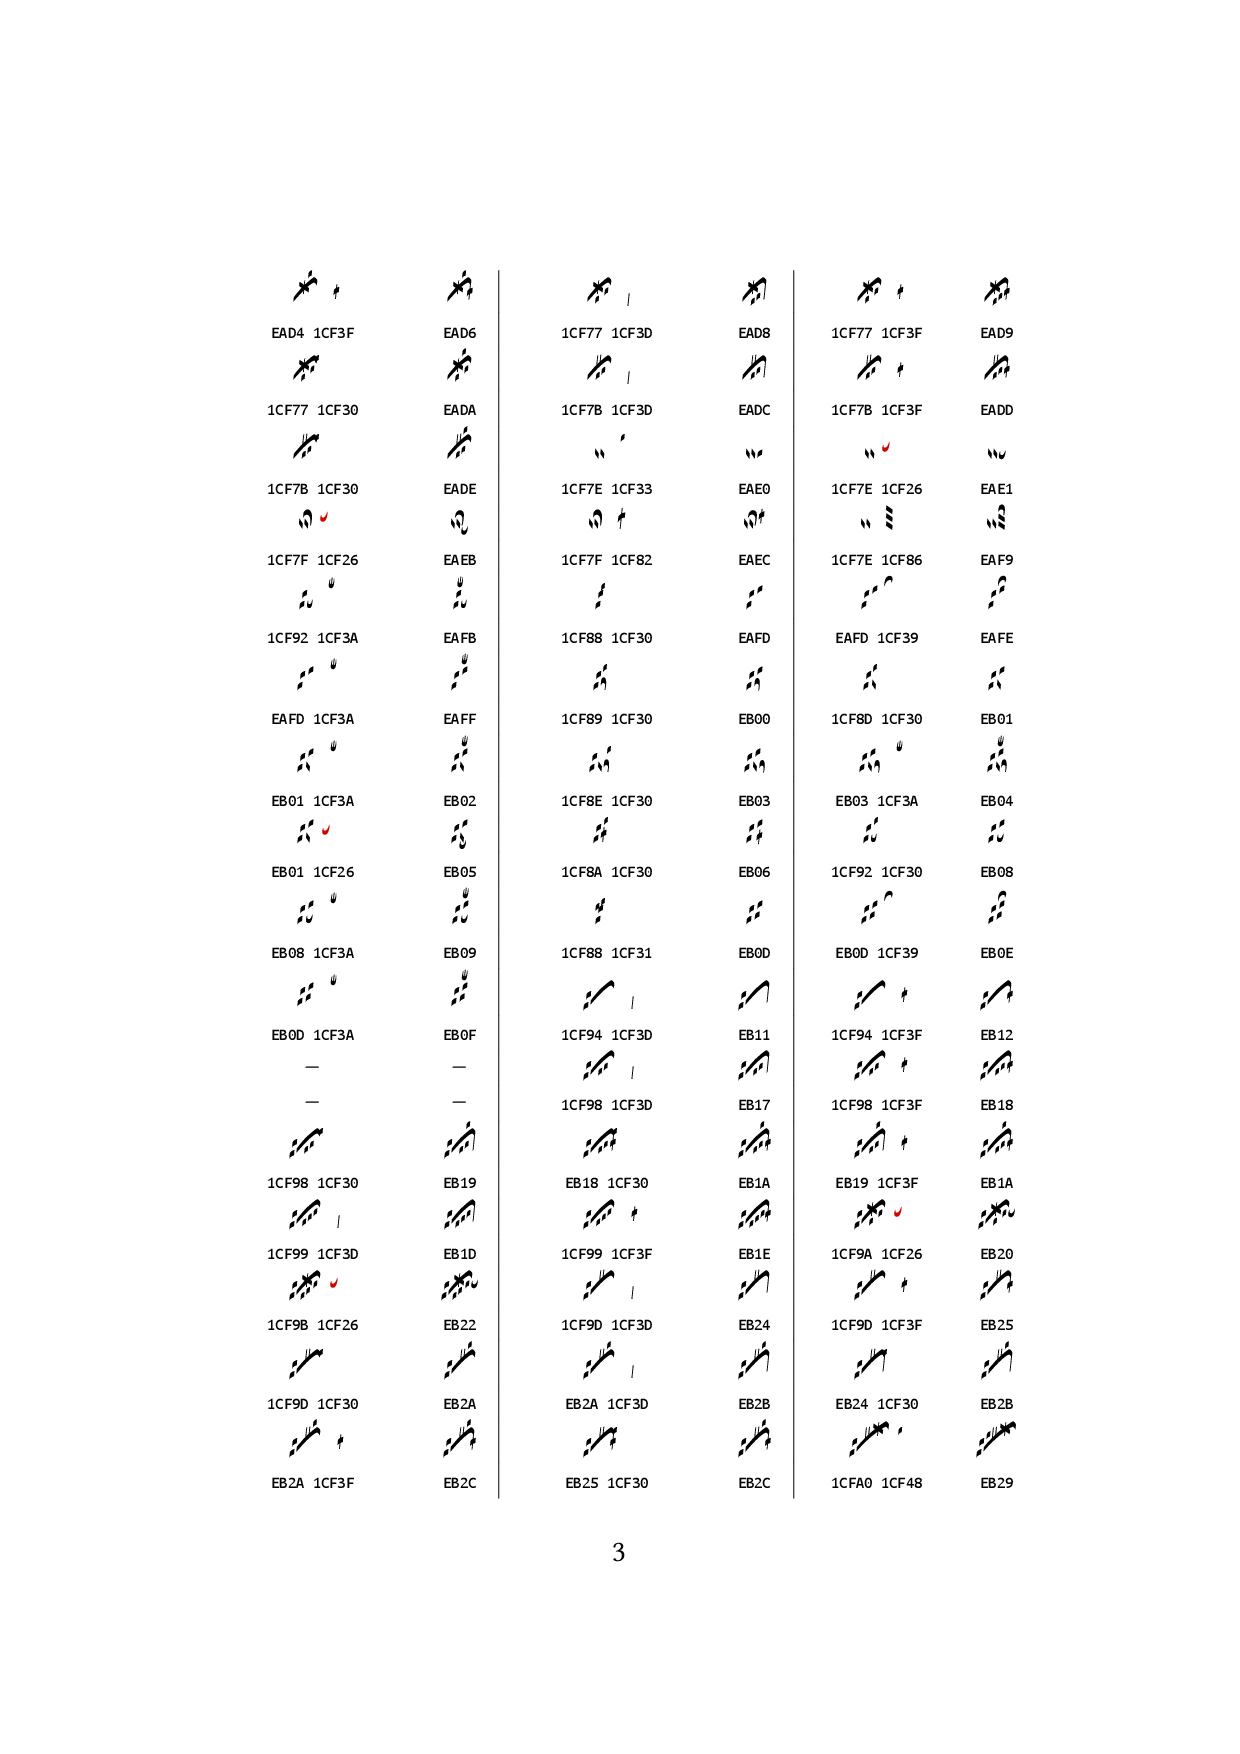 EAD4 1CF3F EAD6 1CF77 1CF3D EAD8 1CF77 1CF3F EAD9
1CF77 1CF30 EADA 1CF7B 1CF3D EADC 1CF7B 1CF3F EADD
1CF7B 1CF30 EADE 1CF7E 1CF33 EAE0 1CF7E 1CF26 EAE1
1CF7F 1CF26 EAEB 1CF7F 1CF82 EAEC 1CF7E 1CF86 EAF9
1CF92 1CF3A EAFB 1CF88 1CF30 EAFD EAFD 1CF39 EAFE
EAFD 1CF3A EAFF 1CF89 1CF30 EB00 1CF8D 1CF30 EB01
EB01 1CF3A EB02 1CF8E 1CF30 EB03 EB03 1CF3A EB04
EB01 1CF26 EB05 1CF8A 1CF30 EB06 1CF92 1CF30 EB08
EB08 1CF3A EB09 1CF88 1CF31 EB0D EB0D 1CF39 EB0E
EB0D 1CF3A EB0F 1CF94 1CF3D EB11 1CF94 1CF3F EB12
— —
— — 1CF98 1CF3D EB17 1CF98 1CF3F EB18
1CF98 1CF30 EB19 EB18 1CF30 EB1A EB19 1CF3F EB1A
1CF99 1CF3D EB1D 1CF99 1CF3F EB1E 1CF9A 1CF26 EB20
1CF9B 1CF26 EB22 1CF9D 1CF3D EB24 1CF9D 1CF3F EB25
1CF9D 1CF30 EB2A EB2A 1CF3D EB2B EB24 1CF30 EB2B
EB2A 1CF3F EB2C EB25 1CF30 EB2C 1CFA0 1CF48 EB29
3